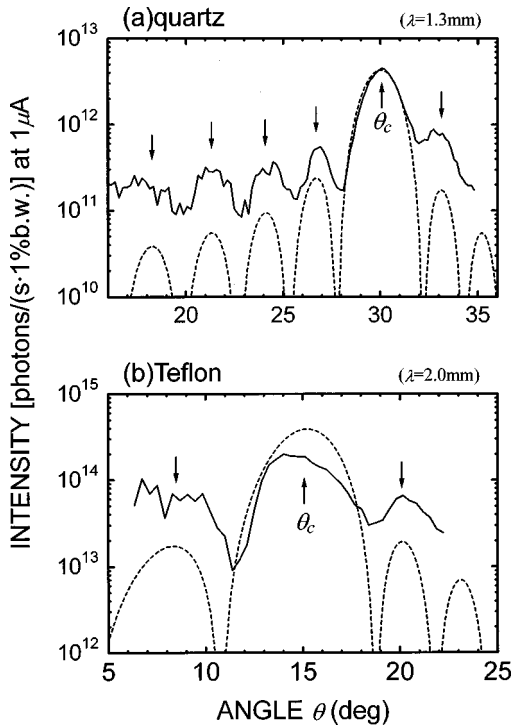 (a)quartz
(λ=1.3mm)
10^13
10^12
10^11
10^10
θc
20 25 30 35
INTENSITY [photons/(s·1%b.w.)] at 1μA
(b)Teflon
(λ=2.0mm)
10^15
10^14
10^13
10^12
θc
5 10 15 20 25
ANGLE θ (deg)